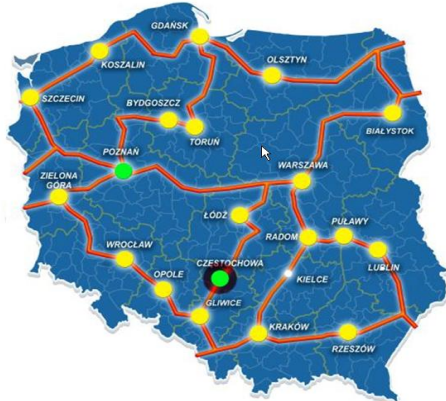 GDAŃSK
KOSZALIN
OLSZTYN
SZCZECIN
BYDGOSZCZ
TORUŃ
BIAŁYSTOK
POZNAŃ
WARSZAWA
ZIELONA
GÓRA
ŁÓDŹ
PUŁAWY
RADOM
WROCŁAW
CZĘSTOCHOWA
LUBLIN
OPOLE
KIELCE
GLIWICE
KRAKÓW
RZESZÓW